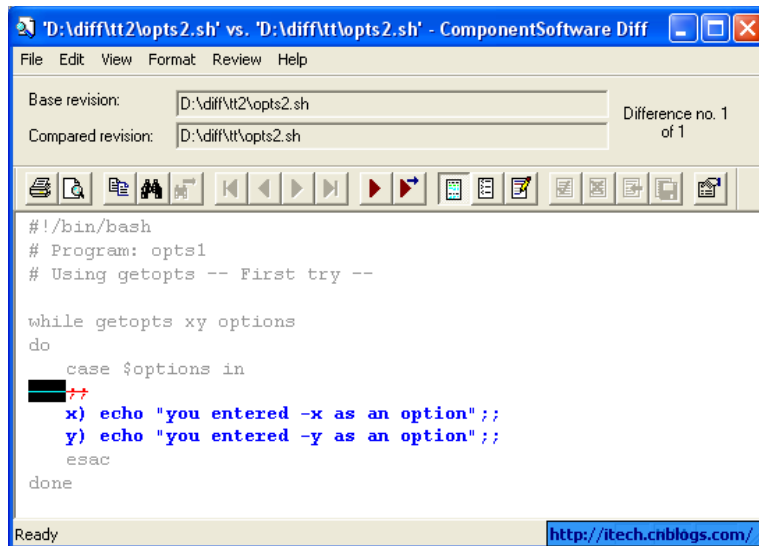 'D:\diff\tt2\opts2.sh' vs. 'D:\diff\tt\opts2.sh' - ComponentSoftware Diff
File Edit View Format Review Help
Base revision: D:\diff\tt2\opts2.sh
Compared revision: D:\diff\tt\opts2.sh
Difference no. 1
of 1
#!/bin/bash
# Program: opts1
# Using getopts -- First try --
while getopts xy options
do
case $options in
;;
x) echo "you entered -x as an option";;
y) echo "you entered -y as an option";;
esac
done
Ready
http://itech.cnblogs.com/